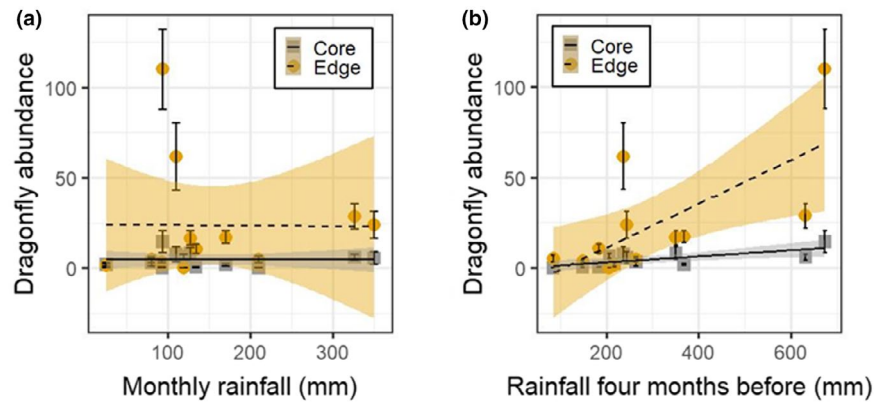 (a)
Dragonfly abundance
100
50
0
Core
Edge
100 200 300
Monthly rainfall (mm)
(b)
Dragonfly abundance
100
50
0
Core
Edge
200 400 600
Rainfall four months before (mm)